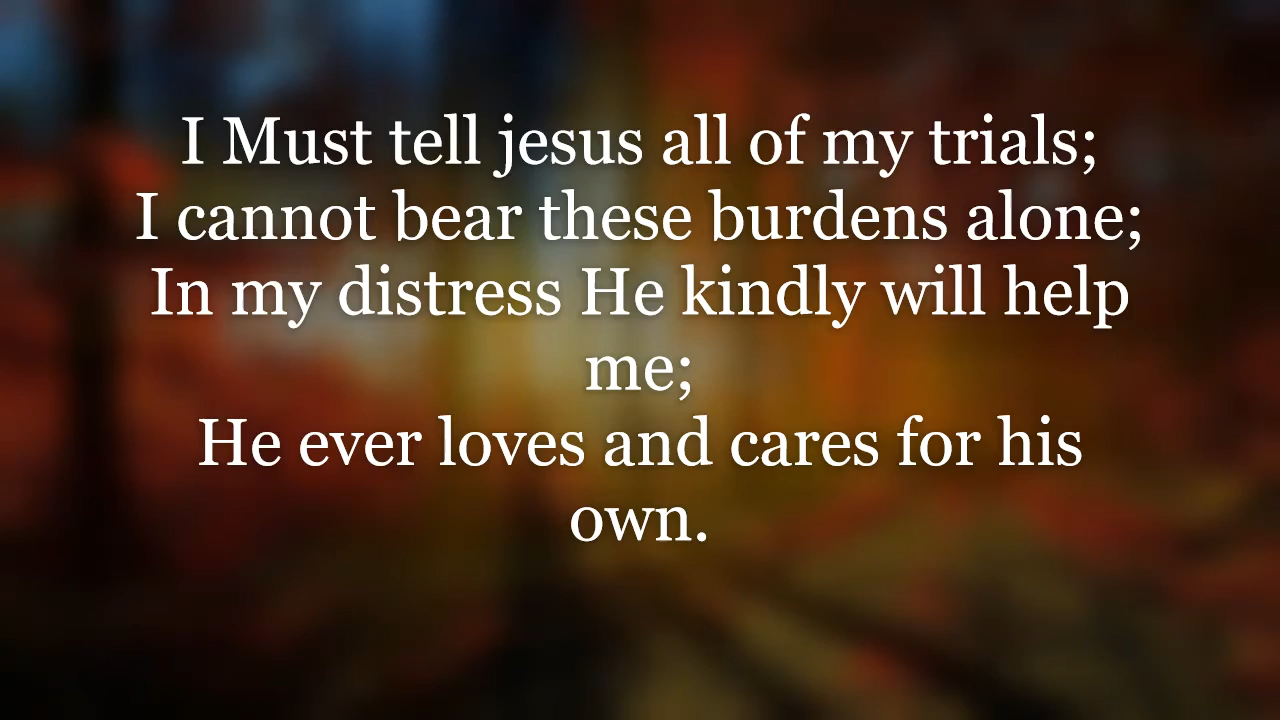 I Must tell jesus all of my trials;
I cannot bear these burdens alone;
In my distress He kindly will help
me;
He ever loves and cares for his
own.